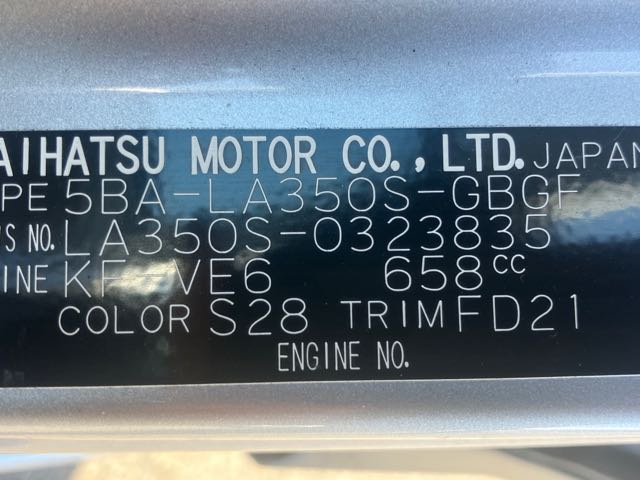 AIHATSU MOTOR CO.,LTD. JAPAN
YPE 5BA-LA350S-GBGF
'S NO. LA350S-0323835
INE KF-VE6 658CC
COLOR S28 TRIM FD21
ENGINE NO.